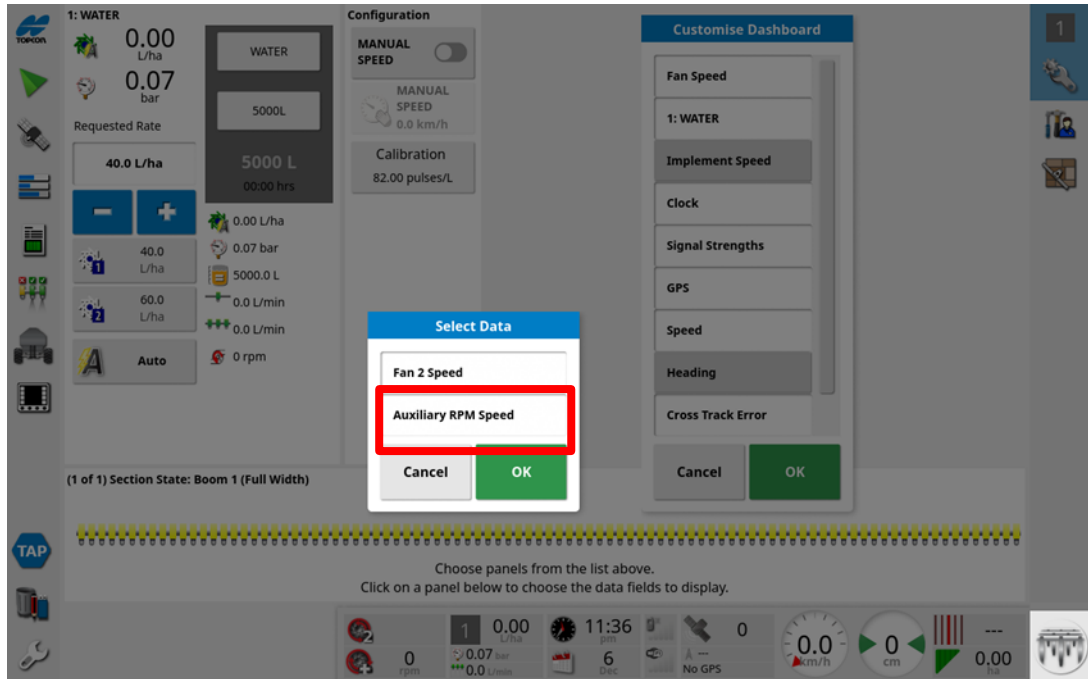 TOPCON
1: WATER
0.00
L/ha
0.07
bar
Requested Rate
40.0 L/ha
1
40.0
L/ha
2
60.0
L/ha
A
Auto
WATER
5000L
5000 L
00:00 hrs
0.00 L/ha
0.07 bar
5000.0 L
0.0 L/min
0.0 L/min
0 rpm
Configuration
MANUAL
SPEED
MANUAL
SPEED
0.0 km/h
Calibration
82.00 pulses/L
Select Data
Fan 2 Speed
Auxiliary RPM Speed
Cancel
OK
Customise Dashboard
Fan Speed
1: WATER
Implement Speed
Clock
Signal Strengths
GPS
Speed
Heading
Cross Track Error
Cancel
OK
1
(1 of 1) Section State: Boom 1 (Full Width)
TAP
Choose panels from the list above.
Click on a panel below to choose the data fields to display.
2
3
0
rpm
1
0.00
L/ha
0.07 bar
0.0 L/min
11:36
pm
6
Dec
0
---
No GPS
0.0
km/h
0
cm
---
0.00
ha